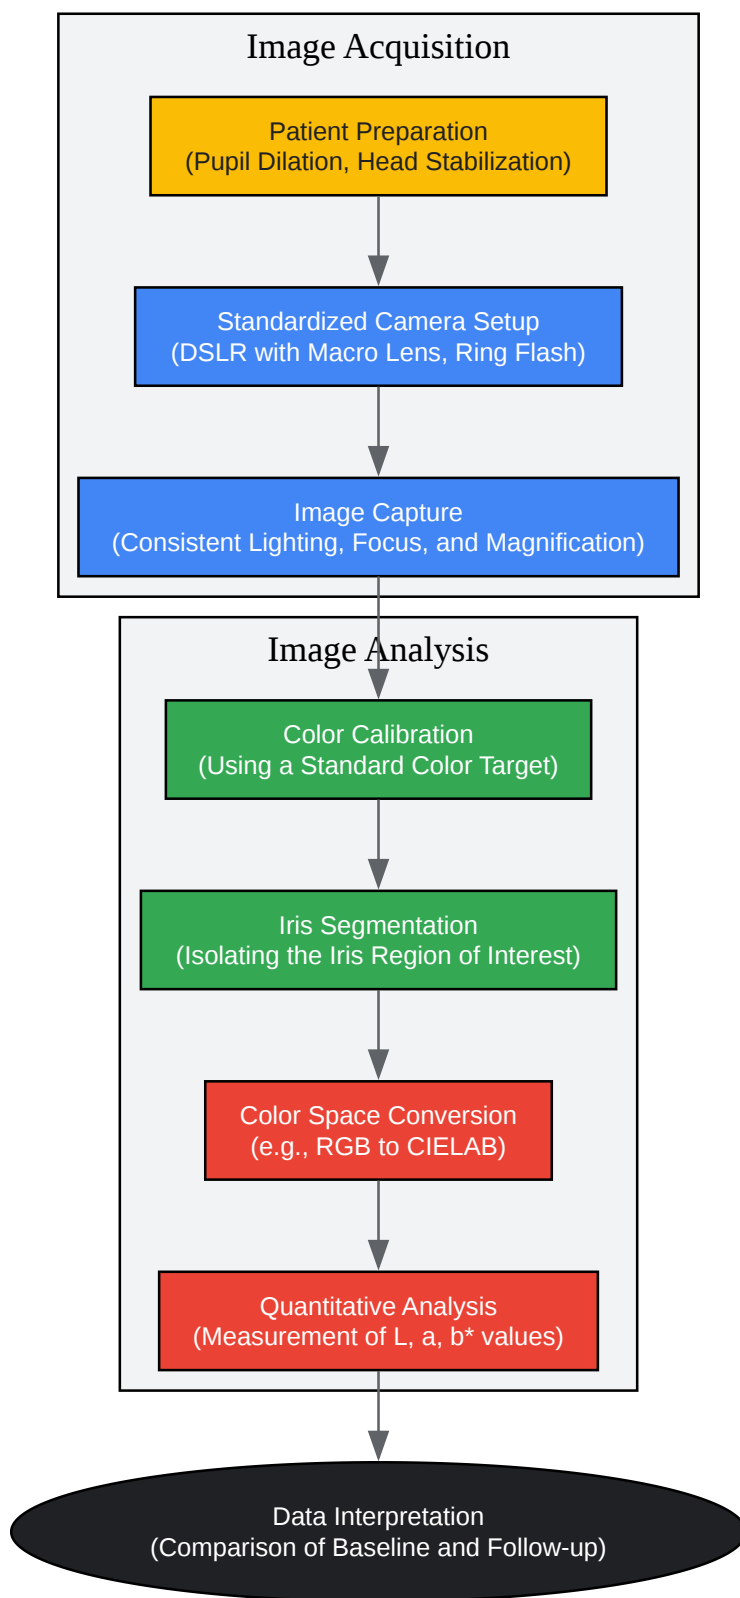 Image Acquisition
Patient Preparation
(Pupil Dilation, Head Stabilization)
Standardized Camera Setup
(DSLR with Macro Lens, Ring Flash)
Image Capture
(Consistent Lighting, Focus, and Magnification)
Image Analysis
Color Calibration
(Using a Standard Color Target)
Iris Segmentation
(Isolating the Iris Region of Interest)
Color Space Conversion
(e.g., RGB to CIELAB)
Quantitative Analysis
(Measurement of L, a, b* values)
Data Interpretation
(Comparison of Baseline and Follow-up)